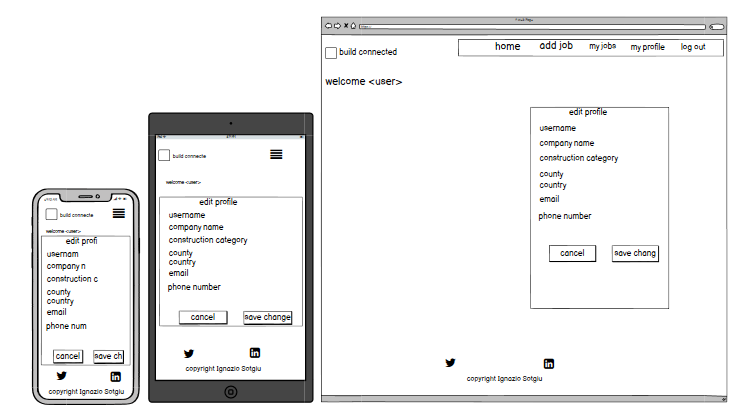 build connecte
welcome <user>
edit profi
usernam
company n
construction c
county
country
email
phone num
cancel
save ch
copyright Ignazio Sotgiu
build connecte
welcome <user>
edit profile
username
company name
construction category
county
country
email
phone number
cancel
save change
copyright Ignazio Sotgiu
build connected
home add job my jobs my profile log out
welcome <user>
edit profile
username
company name
construction category
county
country
email
phone number
cancel
save chang
copyright Ignazio Sotgiu